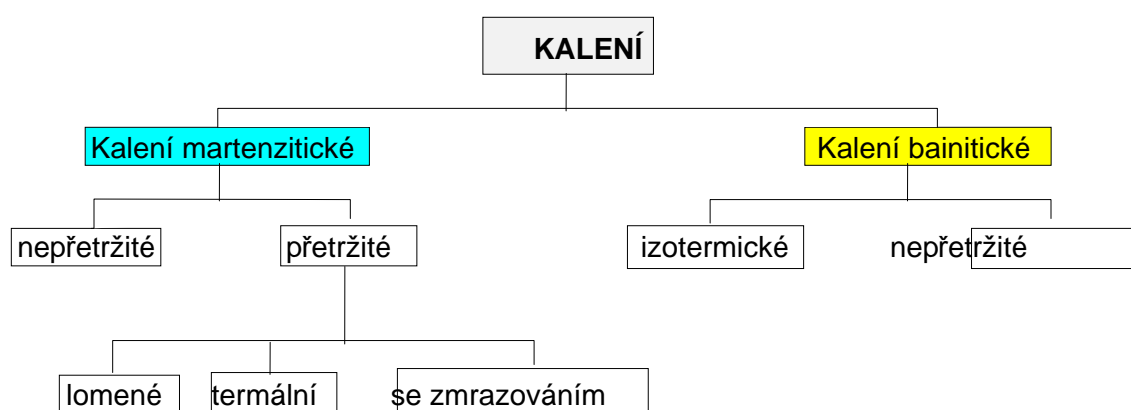 KALENÍ
Kalení martenzitické
Kalení bainitické
nepřetržité
přetržité
izotermické
nepřetržité
lomené
termální
se zmrazováním